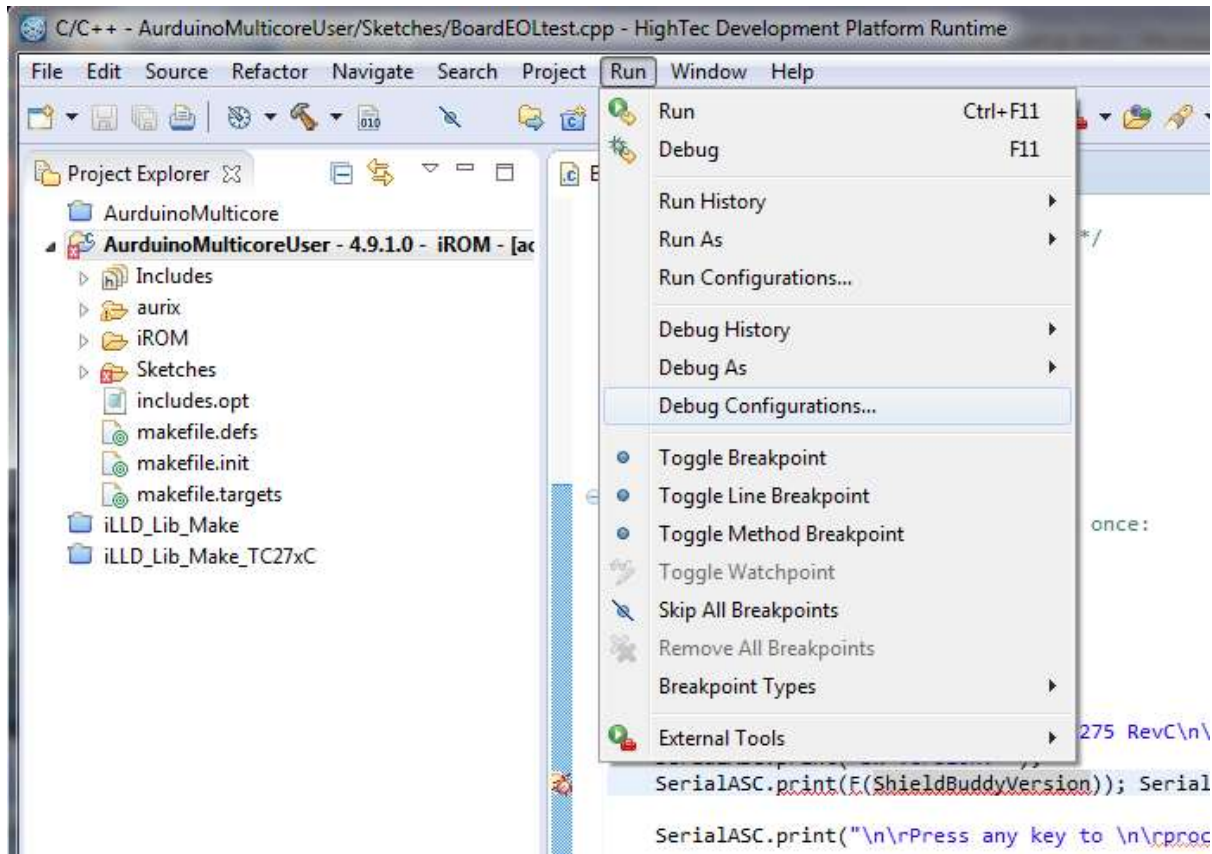 C/C++ - AurduinoMulticoreUser/Sketches/BoardEOLtest.cpp - HighTec Development Platform Runtime
File Edit Source Refactor Navigate Search Project Run Window Help
010
Run Ctrl+F11
Debug F11
Run History
Run As
Run Configurations...
Debug History
Debug As
Debug Configurations...
Toggle Breakpoint
Toggle Line Breakpoint
Toggle Method Breakpoint
Toggle Watchpoint
Skip All Breakpoints
Remove All Breakpoints
Breakpoint Types
External Tools
Project Explorer
AurduinoMulticore
AurduinoMulticoreUser - 4.9.1.0 - iROM - [ac
Includes
aurix
iROM
Sketches
includes.opt
makefile.defs
makefile.init
makefile.targets
iLLD_Lib_Make
iLLD_Lib_Make_TC27xC
.c E
*/
once:
275 RevC\n\
SerialASC.print(F(ShieldBuddyVersion)); Serial
SerialASC.print("\n\rPress any key to \n\rproc